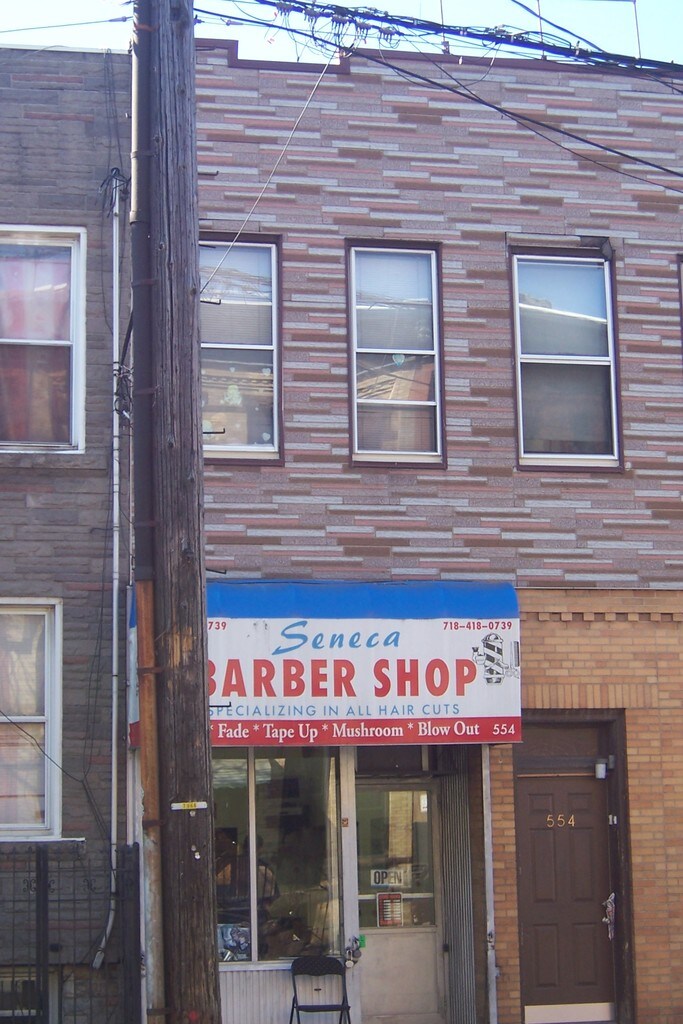 739
718-418-0739
Seneca
BARBER SHOP
SPECIALIZING IN ALL HAIR CUTS
* Fade * Tape Up * Mushroom * Blow Out 554
554
OPEN